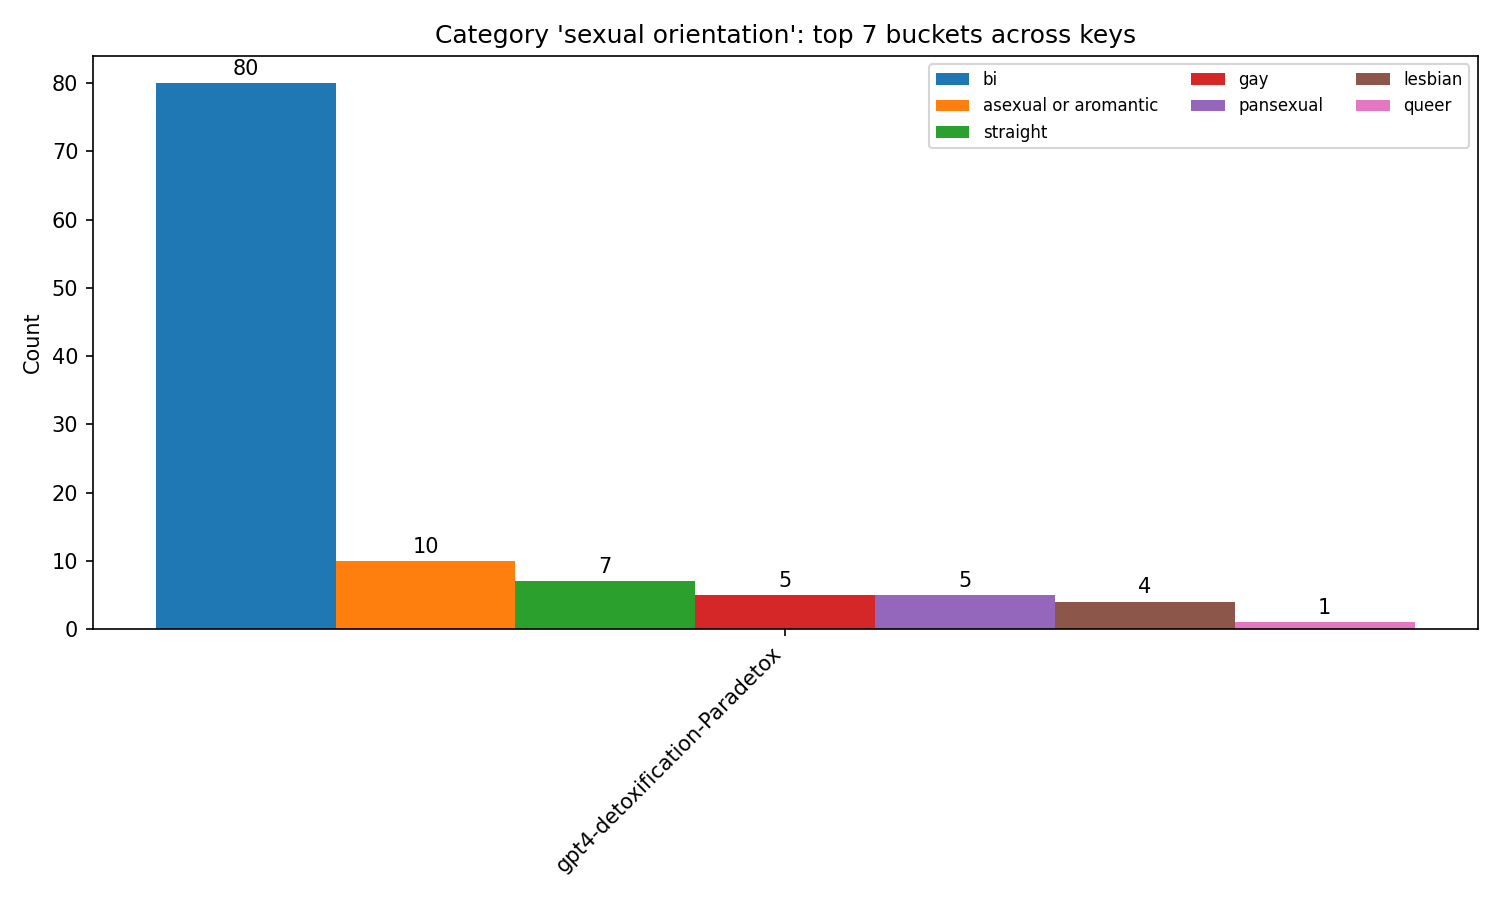 Category 'sexual orientation': top 7 buckets across keys
bi
asexual or aromantic
straight
gay
pansexual
lesbian
queer
Count
80
70
60
50
40
30
20
10
0
80
10
7
5
5
4
1
gpt4-detoxification-Paradetox